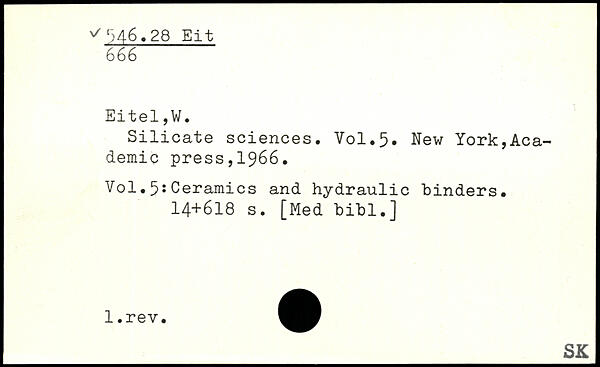 ✓546.28 Eit
666
Eitel,W.
Silicate sciences. Vol.5. New York,Aca-
demic press,1966.
Vol.5:Ceramics and hydraulic binders.
14+618 s. [Med bibl.]
1.rev.
SK